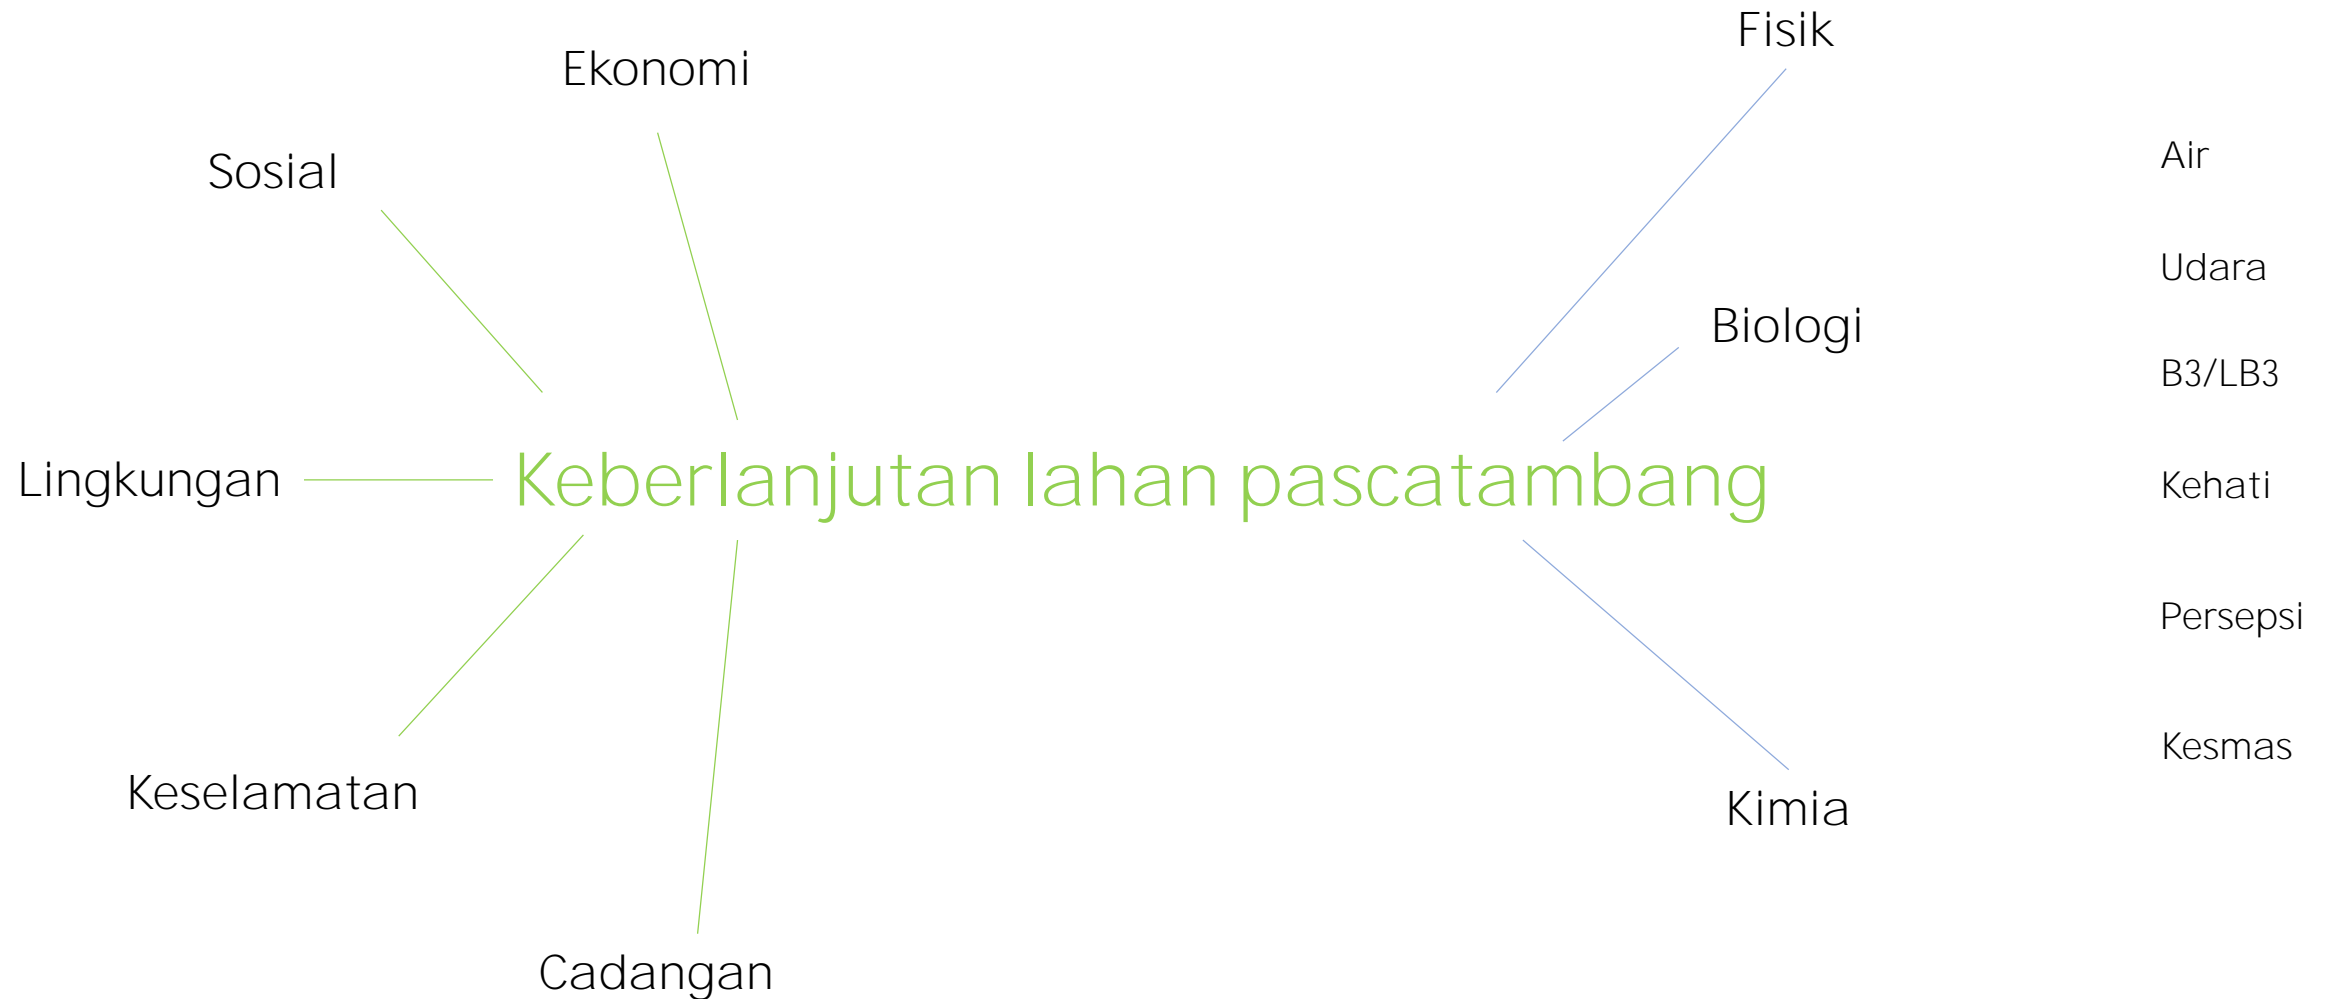 Fisik
Ekonomi
Air
Sosial
Udara
Biologi
B3/LB3
Lingkungan
Keberlanjutan lahan pascatambang
Kehati
Persepsi
Kesmas
Keselamatan
Kimia
Cadangan